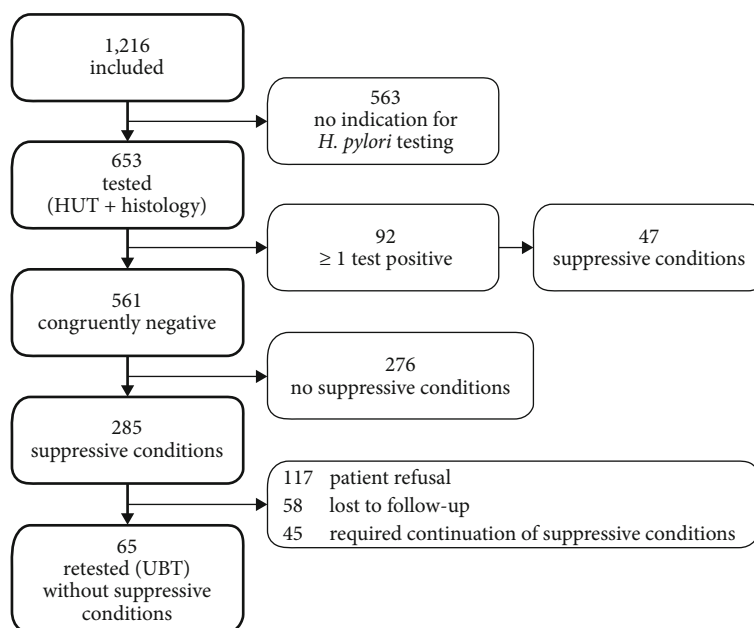 1,216
included
563
no indication for
H. pylori testing
653
tested
(HUT + histology)
92
≥ 1 test positive
47
suppressive conditions
561
congruently negative
276
no suppressive conditions
285
suppressive conditions
117 patient refusal
58 lost to follow-up
45 required continuation of suppressive conditions
65
retested (UBT)
without suppressive
conditions